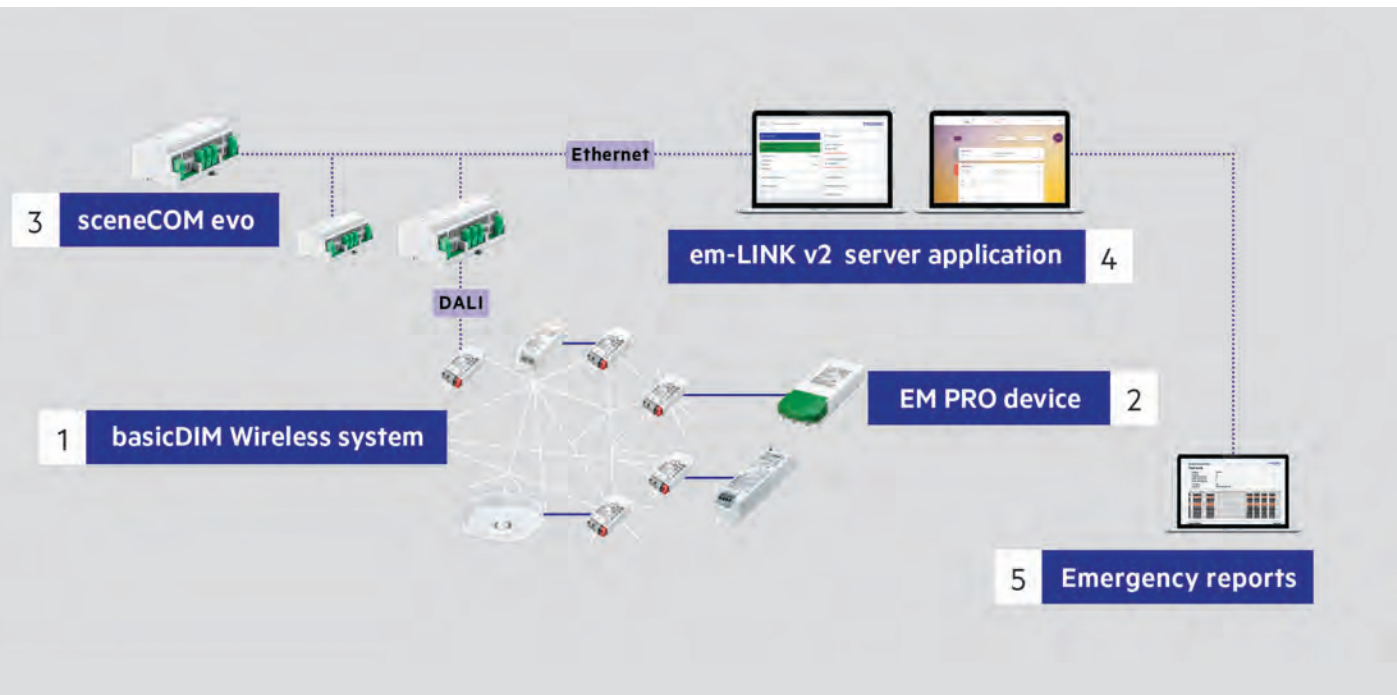 Ethernet
3 sceneCOM evo
em-LINK v2 server application 4
DALI
EM PRO device 2
1 basicDIM Wireless system
5 Emergency reports